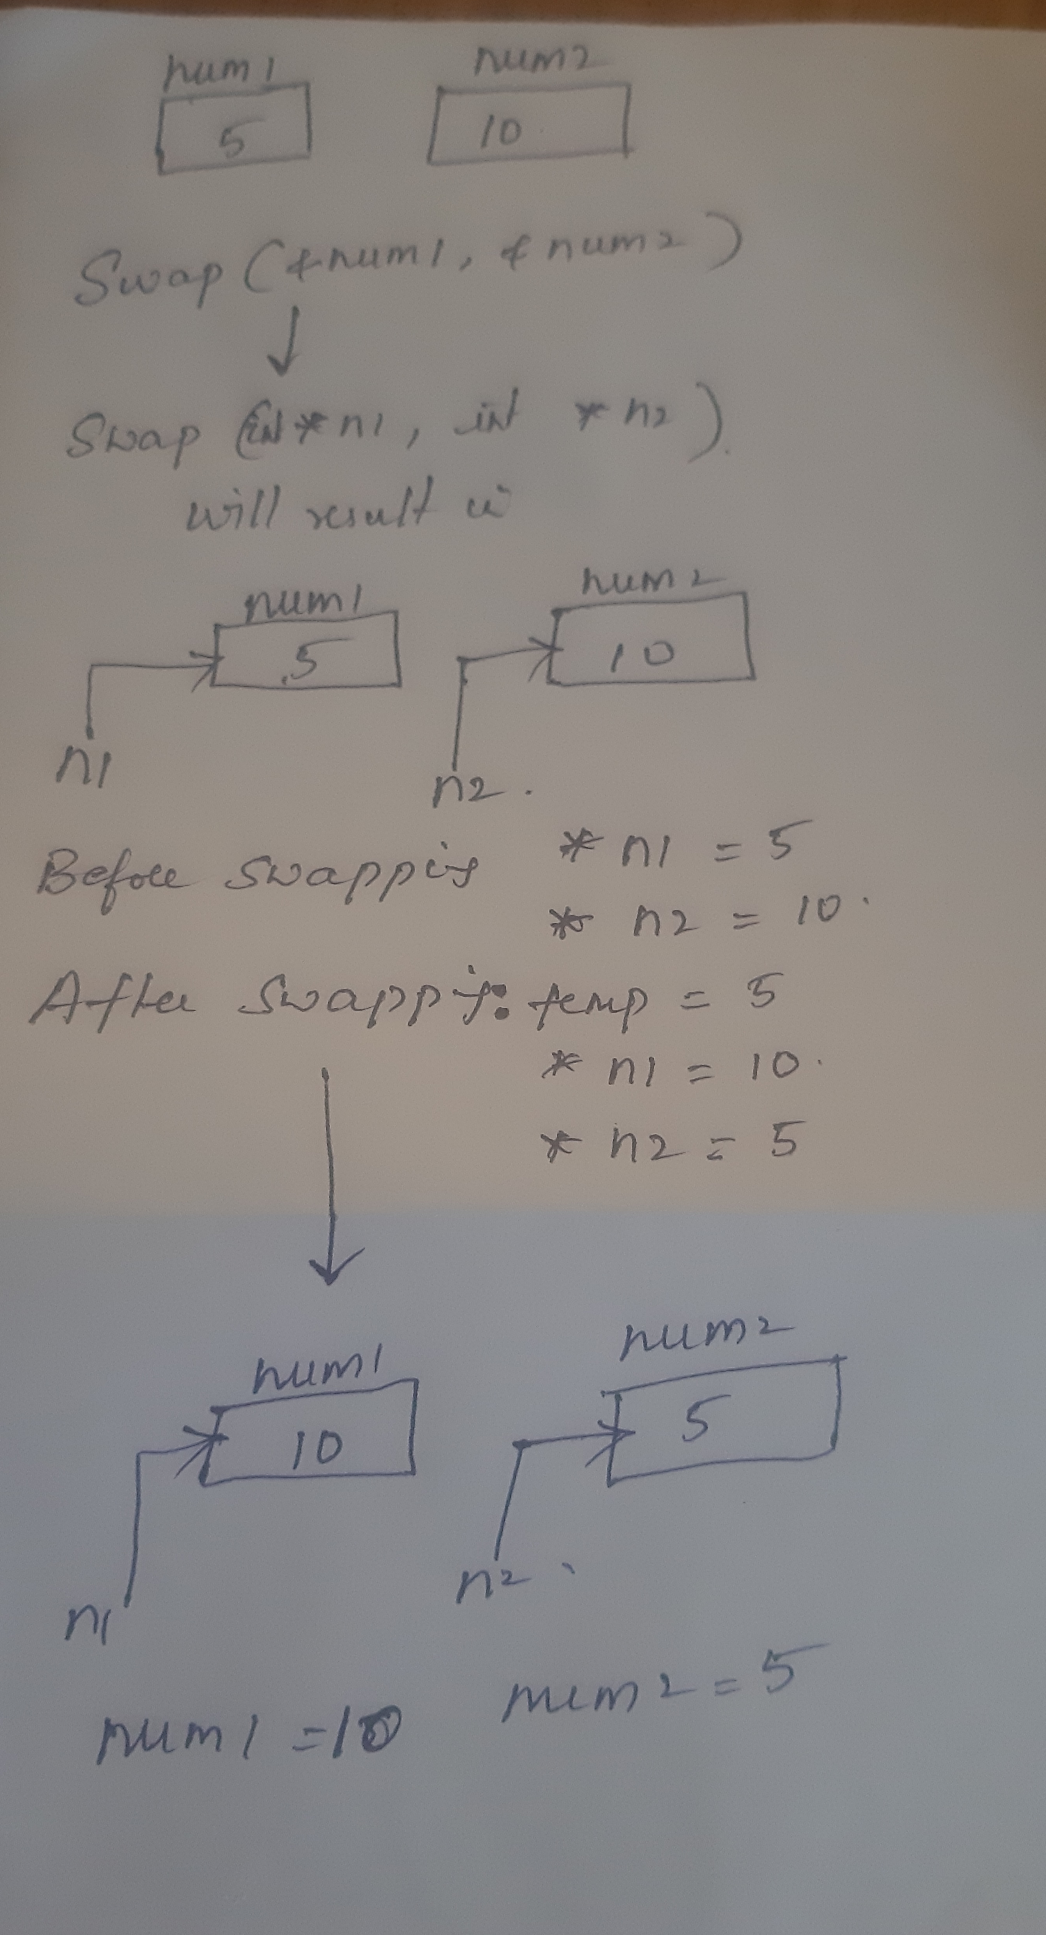 num1 num2
5 10
Swap (&num1, &num2)
Swap (int *n1, int *n2)
will result in
num1 num2
5 10
n1 n2.
Before swapping *n1 = 5
*n2 = 10.
After swapping: temp = 5
*n1 = 10.
*n2 = 5
num1 num2
10 5
n1 n2.
num1 = 10 num2 = 5